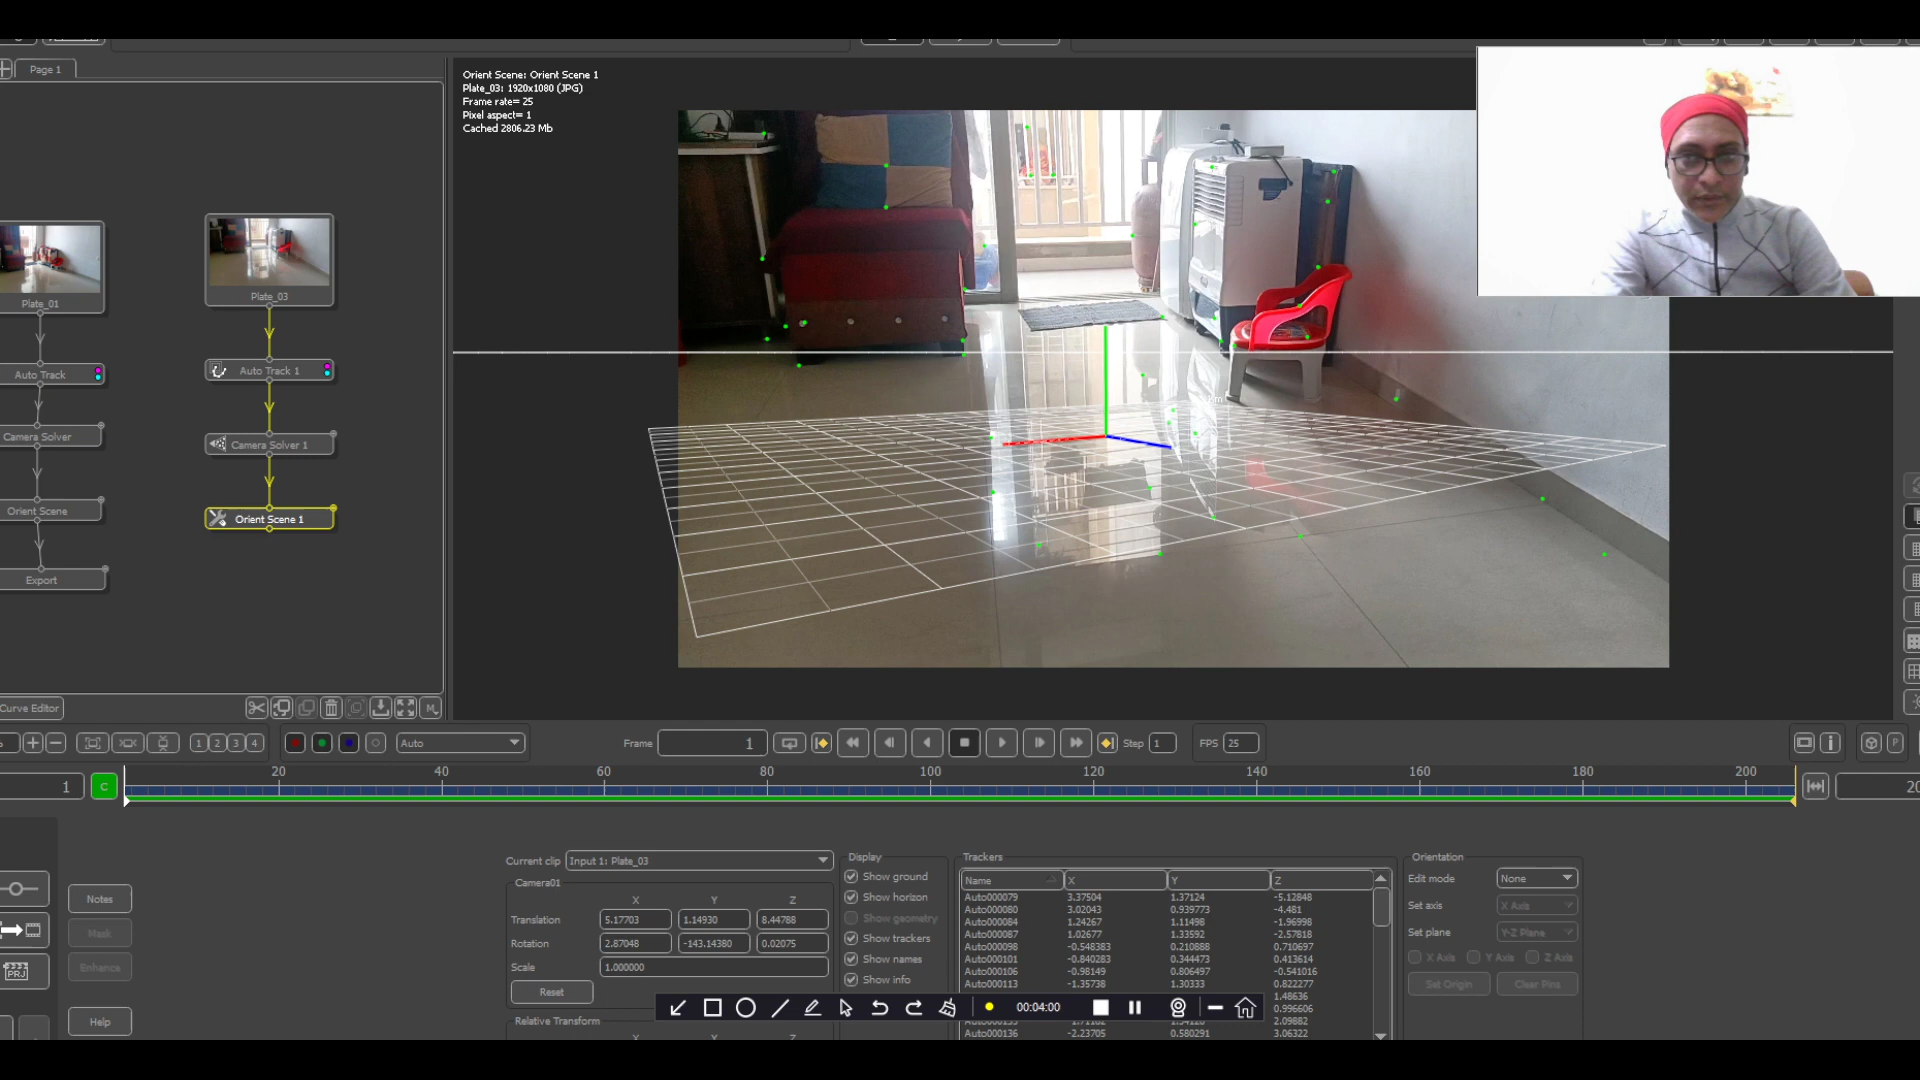 Page 1
Orient Scene: Orient Scene 1
Plate_03: 1920x1080 (JPG)
Frame rate= 25
Pixel aspect= 1
Cached 2806.23 Mb
Plate_01
Plate_03
Auto Track
Auto Track 1
Camera Solver
Camera Solver 1
Orient Scene
Orient Scene 1
Export
Curve Editor
M
1 2 3 4
Auto
Frame 1
Step 1
FPS 25
P
1
C
20 40 60 80 100 120 140 160 180 200
20
Notes
Mask
Enhance
PRJ
Help
Current clip Input 1: Plate_03
Camera01
X Y Z
Translation 5.17703 1.14930 8.44788
Rotation 2.87048 -143.14380 0.02075
Scale 1.000000
Reset
Relative Transform
X Y Z
Display
Show ground
Show horizon
Show geometry
Show trackers
Show names
Show info
Trackers
Name X Y Z
Auto000079 3.37504 1.37124 -5.12848
Auto000080 3.02043 0.939773 -4.481
Auto000084 1.24267 1.11498 -1.96998
Auto000087 1.02677 1.33592 -2.57818
Auto000098 -0.548383 0.210888 0.710697
Auto000101 -0.840283 0.344473 0.413614
Auto000106 -0.98149 0.806497 -0.541016
Auto000113 -1.35738 1.30333 0.822277
1.48636
0.996606
2.09882
Auto000136 -2.23705 0.580291 3.06322
00:04:00
Orientation
Edit mode None
Set axis X Axis
Set plane Y-Z Plane
X Axis Y Axis Z Axis
Set Origin Clear Pins